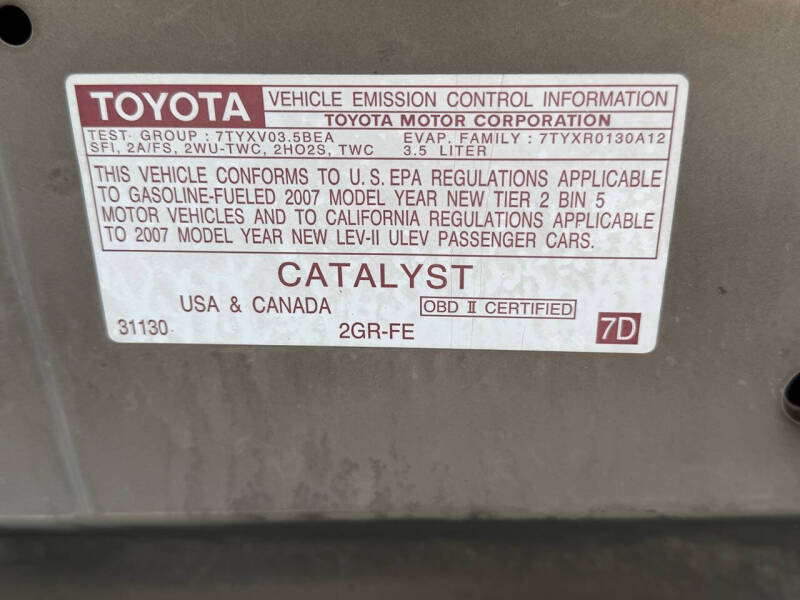 TOYOTA VEHICLE EMISSION CONTROL INFORMATION
TOYOTA MOTOR CORPORATION
TEST GROUP : 7TYXV03.5BEA EVAP. FAMILY : 7TYXR0130A12
SFI, 2A/FS, 2WU-TWC, 2HO2S, TWC 3.5 LITER
THIS VEHICLE CONFORMS TO U.S. EPA REGULATIONS APPLICABLE
TO GASOLINE-FUELED 2007 MODEL YEAR NEW TIER 2 BIN 5
MOTOR VEHICLES AND TO CALIFORNIA REGULATIONS APPLICABLE
TO 2007 MODEL YEAR NEW LEV-II ULEV PASSENGER CARS.
CATALYST
USA & CANADA OBD II CERTIFIED
31130 2GR-FE 7D